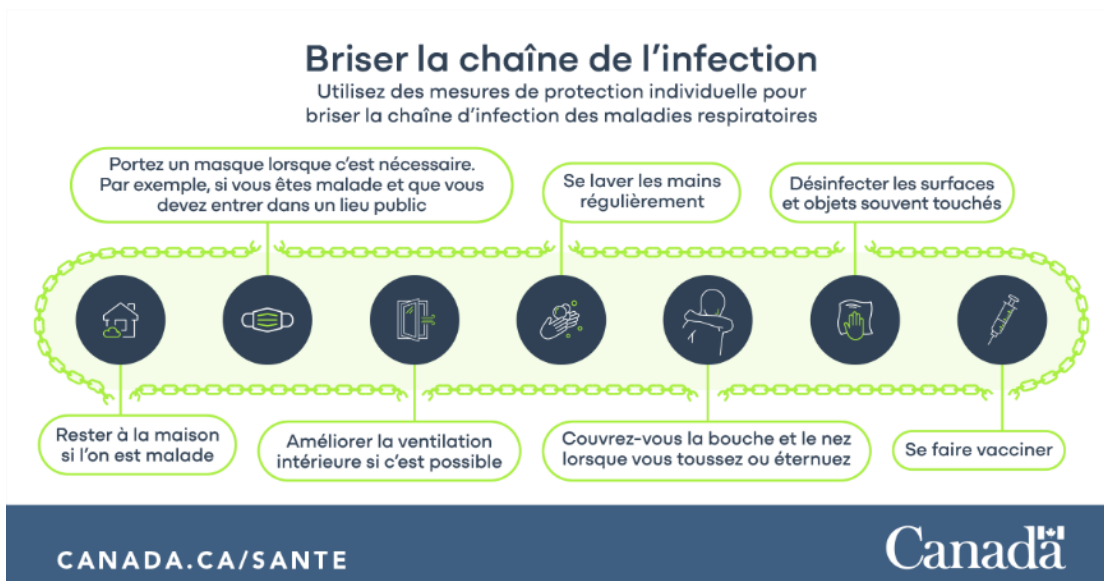 Briser la chaîne de l'infection
Utilisez des mesures de protection individuelle pour
briser la chaîne d'infection des maladies respiratoires
Portez un masque lorsque c'est nécessaire.
Par exemple, si vous êtes malade et que vous
devez entrer dans un lieu public
Se laver les mains
régulièrement
Désinfecter les surfaces
et objets souvent touchés
Rester à la maison
si l'on est malade
Améliorer la ventilation
intérieure si c'est possible
Couvrez-vous la bouche et le nez
lorsque vous toussez ou éternuez
Se faire vacciner
CANADA.CA/SANTE
Canada